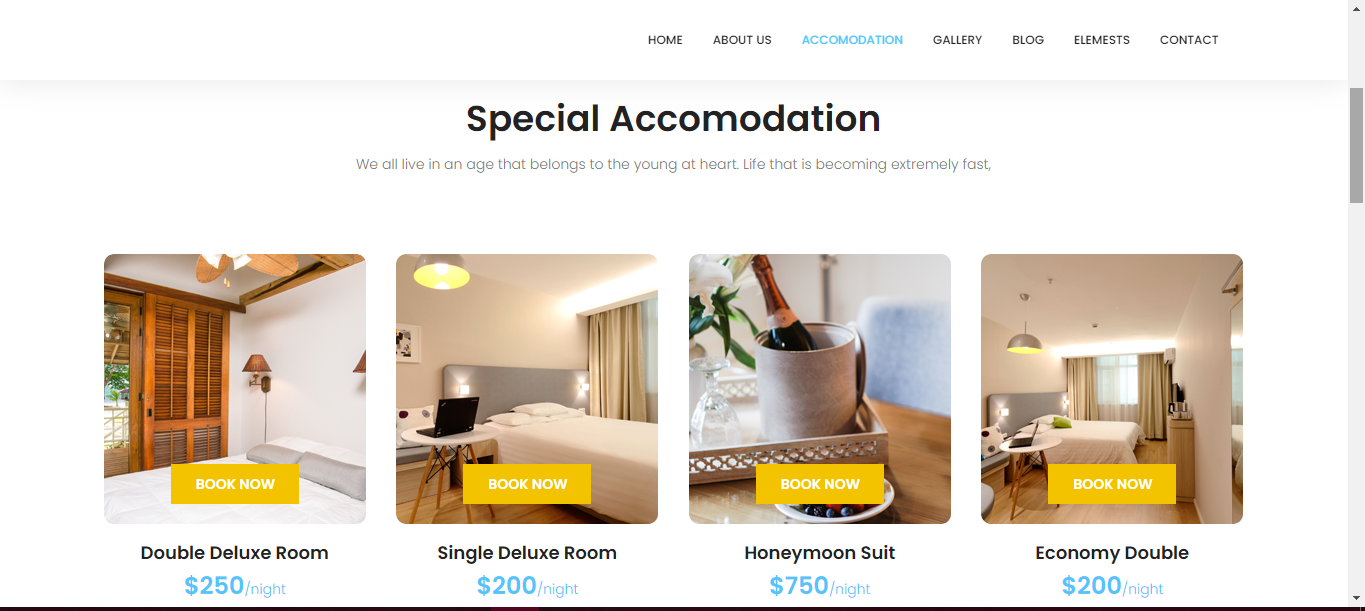 HOME ABOUT US ACCOMODATION GALLERY BLOG ELEMESTS CONTACT
Special Accomodation
We all live in an age that belongs to the young at heart. Life that is becoming extremely fast,
BOOK NOW BOOK NOW BOOK NOW BOOK NOW
Double Deluxe Room Single Deluxe Room Honeymoon Suit Economy Double
$250/night $200/night $750/night $200/night